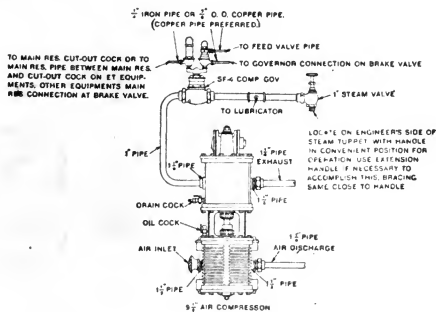 ½" IRON PIPE OR ⅝" O. D. COPPER PIPE.
(COPPER PIPE PREFERRED.)
TO FEED VALVE PIPE
TO MAIN RES. CUT-OUT COCK OR TO
MAIN RES. PIPE BETWEEN MAIN RES.
AND CUT-OUT COCK ON ET EQUIP-
MENTS. OTHER EQUIPMENTS MAIN
RES CONNECTION AT BRAKE VALVE.
TO GOVERNOR CONNECTION ON BRAKE VALVE
SF-4 COMP GOV
1" STEAM VALVE
TO LUBRICATOR
LOCATE ON ENGINEER'S SIDE OF
STEAM TURRET WITH HANDLE
IN CONVENIENT POSITION FOR
OPERATION USE EXTENSION
HANDLE IF NECESSARY TO
ACCOMPLISH THIS, BRACING
SAME CLOSE TO HANDLE
1" PIPE
PIPE
1¼" PIPE
EXHAUST
DRAIN COCK
OIL COCK
1½" PIPE
AIR INLET
AIR DISCHARGE
1½" PIPE
1½" PIPE
9½" AIR COMPRESSOR